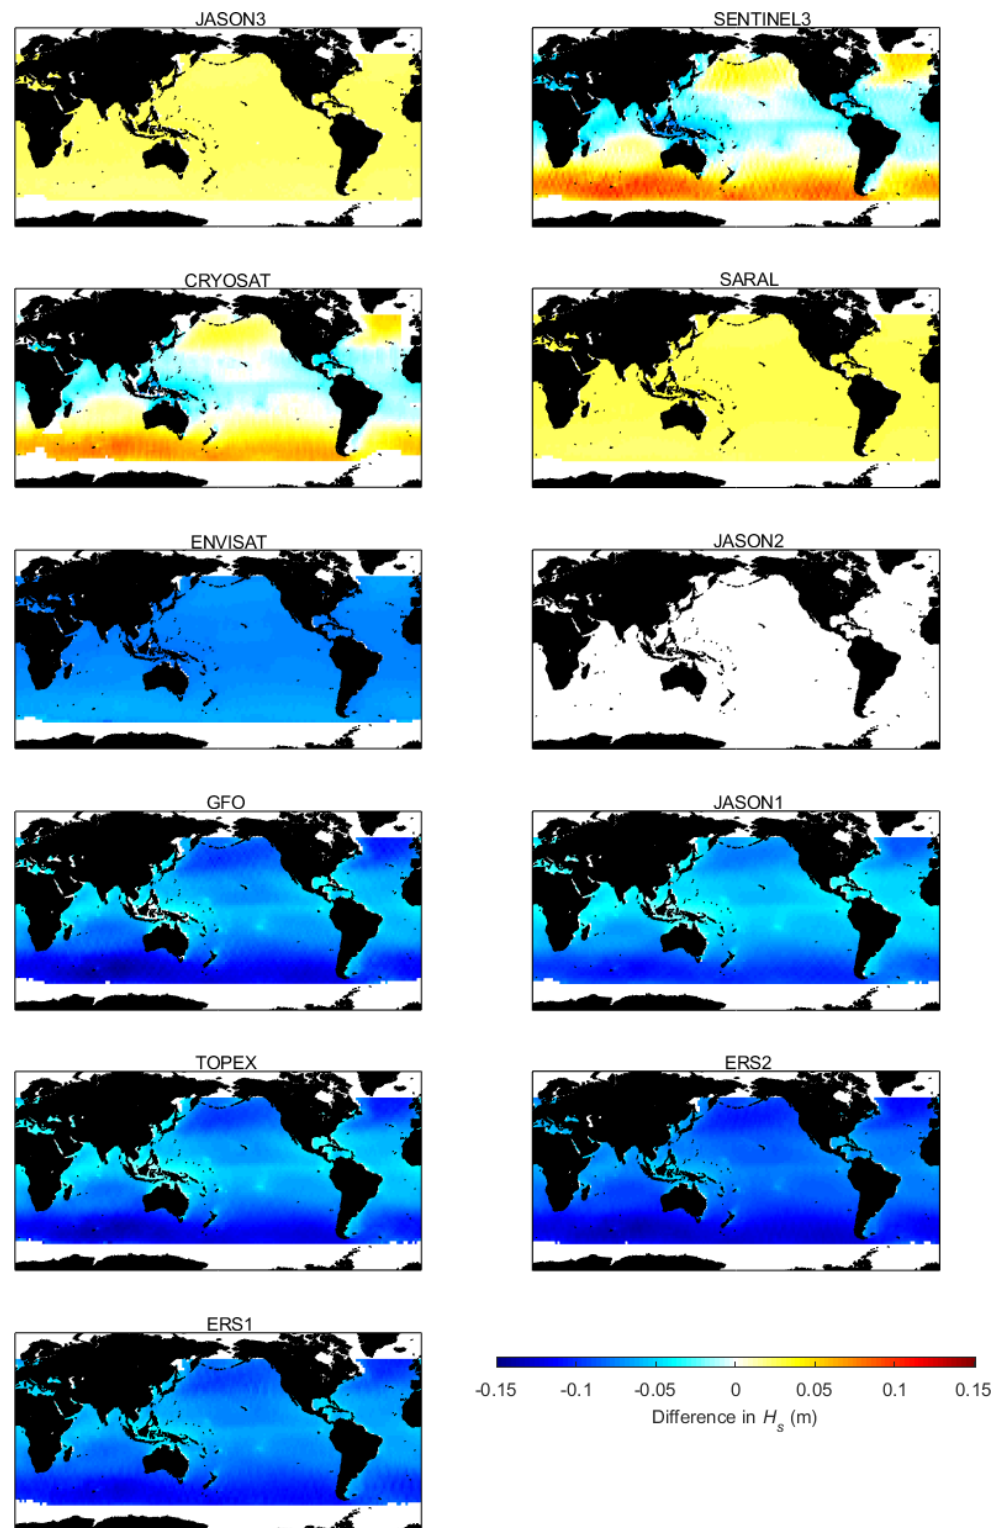 JASON3
SENTINEL3
CRYOSAT
SARAL
ENVISAT
JASON2
GFO
JASON1
TOPEX
ERS2
ERS1
-0.15 -0.1 -0.05 0 0.05 0.1 0.15
Difference in Hs (m)